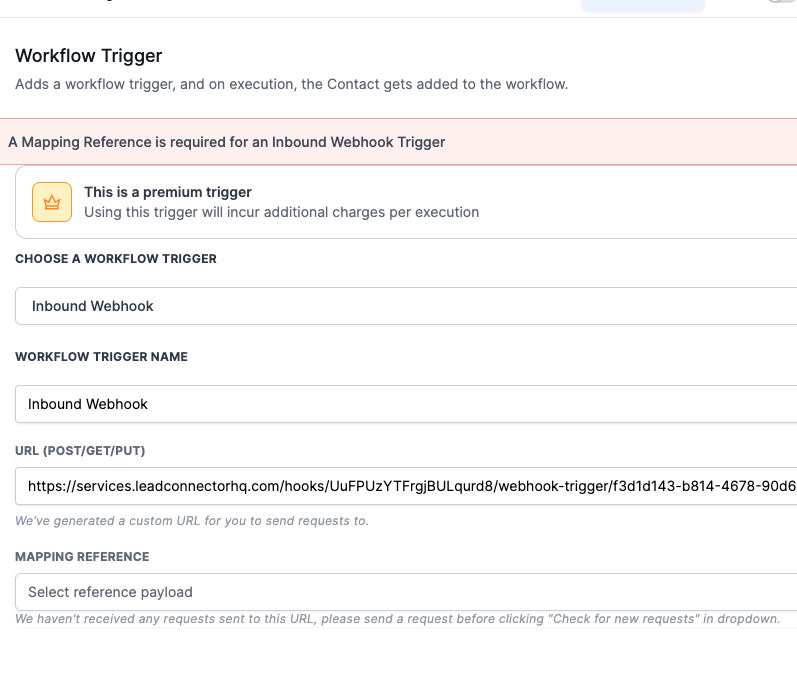 Workflow Trigger
Adds a workflow trigger, and on execution, the Contact gets added to the workflow.
A Mapping Reference is required for an Inbound Webhook Trigger
This is a premium trigger
Using this trigger will incur additional charges per execution
CHOOSE A WORKFLOW TRIGGER
Inbound Webhook
WORKFLOW TRIGGER NAME
Inbound Webhook
URL (POST/GET/PUT)
https://services.leadconnectorhq.com/hooks/UuFPUzYTFrgjBULqurd8/webhook-trigger/f3d1d143-b814-4678-90d6
We've generated a custom URL for you to send requests to.
MAPPING REFERENCE
Select reference payload
We haven't received any requests sent to this URL, please send a request before clicking "Check for new requests" in dropdown.